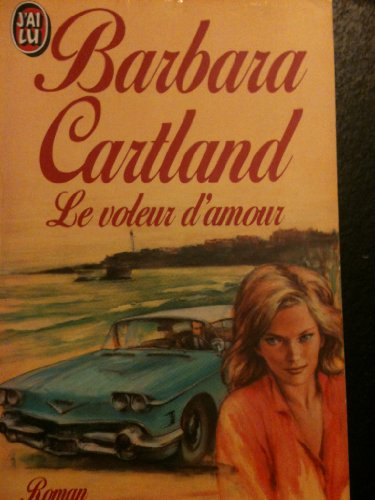 J'AI
LU
Barbara
Cartland
Le voleur d'amour
Roman